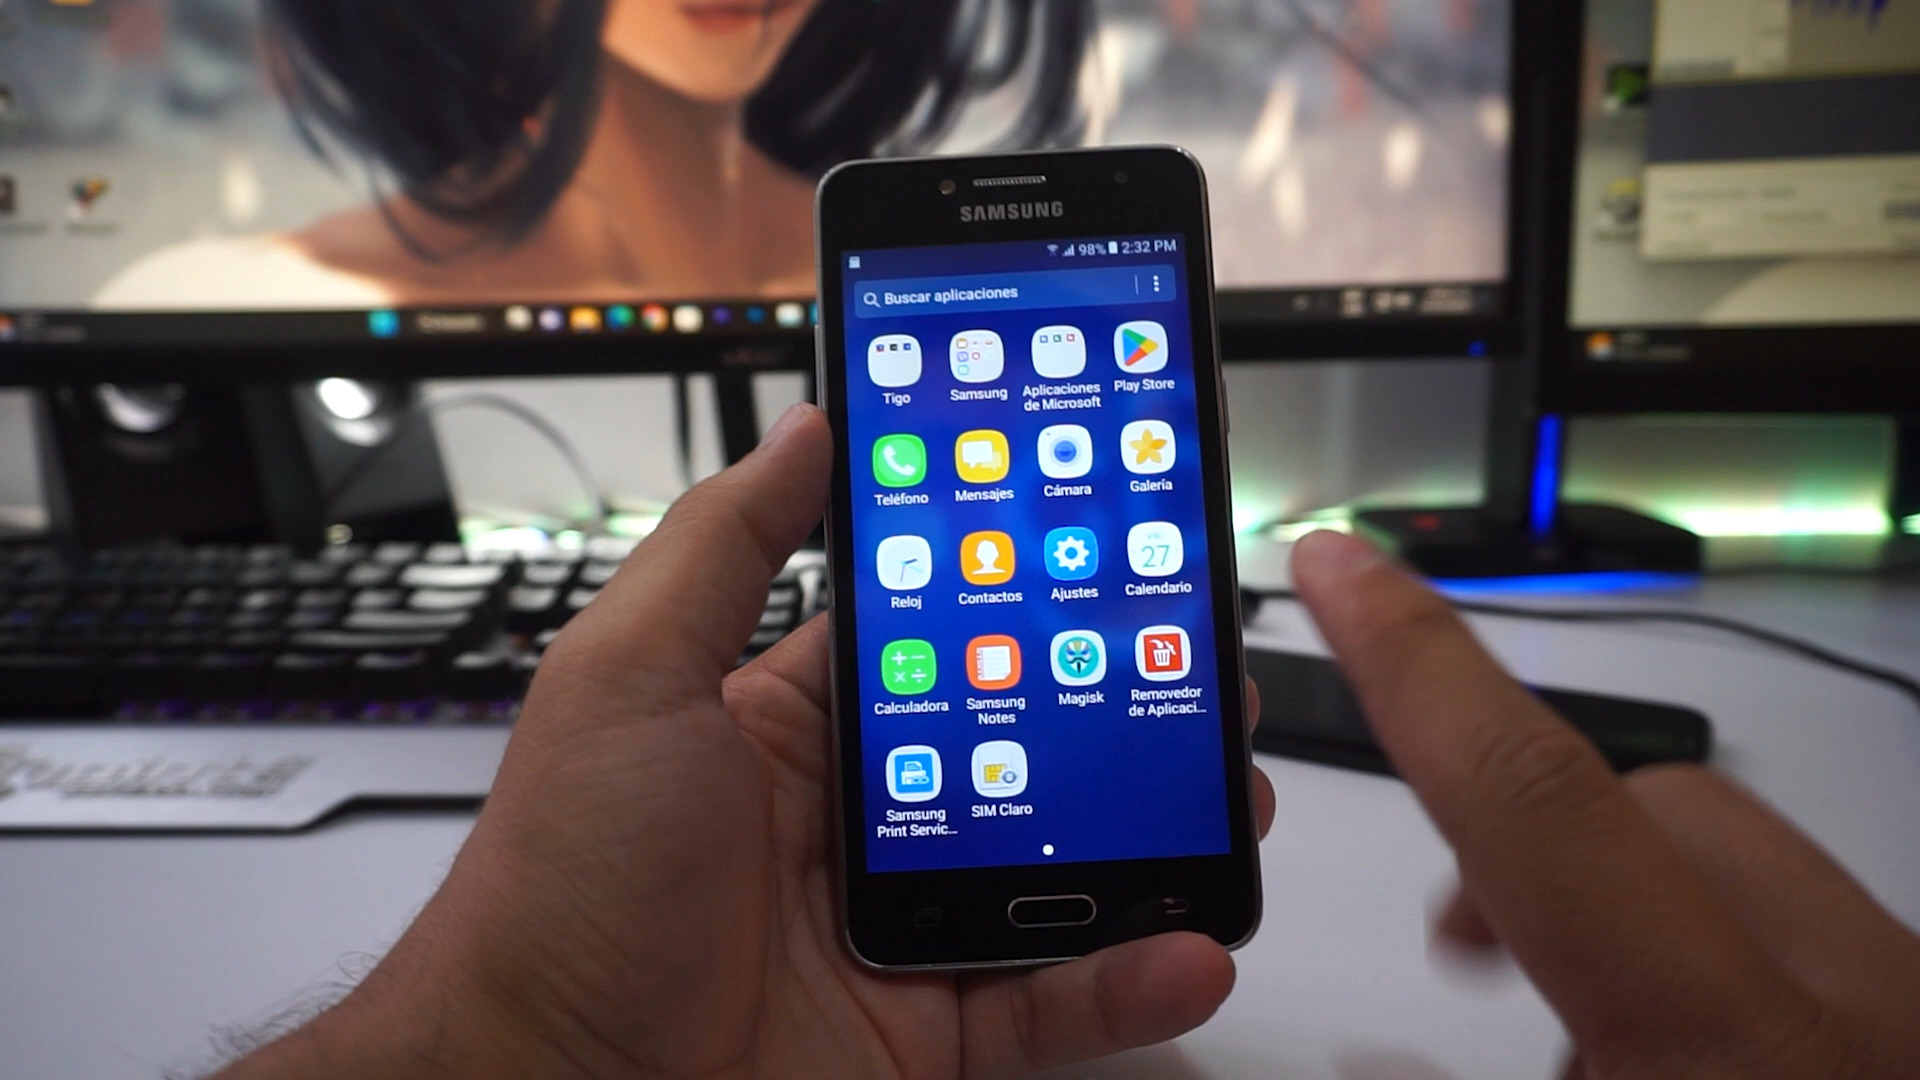 SAMSUNG
98% 2:32 PM
Buscar aplicaciones
Tigo
Samsung
Aplicaciones
de Microsoft
Play Store
Teléfono
Mensajes
Cámara
Galería
27
Reloj
Contactos
Ajustes
Calendario
Calculadora
Samsung
Notes
Magisk
Removedor
de Aplicaci...
Samsung
Print Servic...
SIM Claro